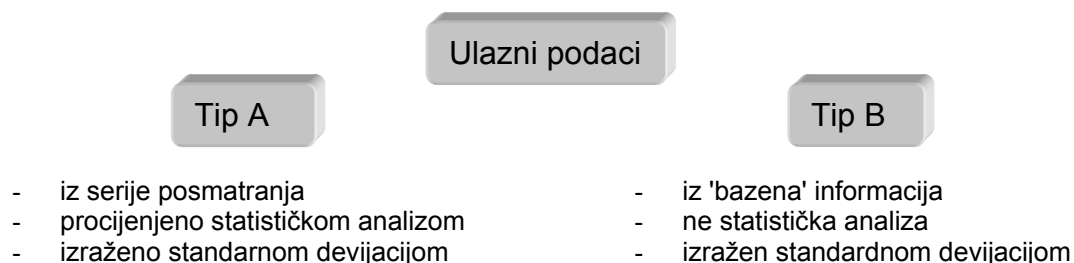 Ulazni podaci
Tip A
- iz serije posmatranja
- procijenjeno statističkom analizom
- izraženo standarnom devijacijom
Tip B
- iz 'bazena' informacija
- ne statistička analiza
- izražen standardnom devijacijom